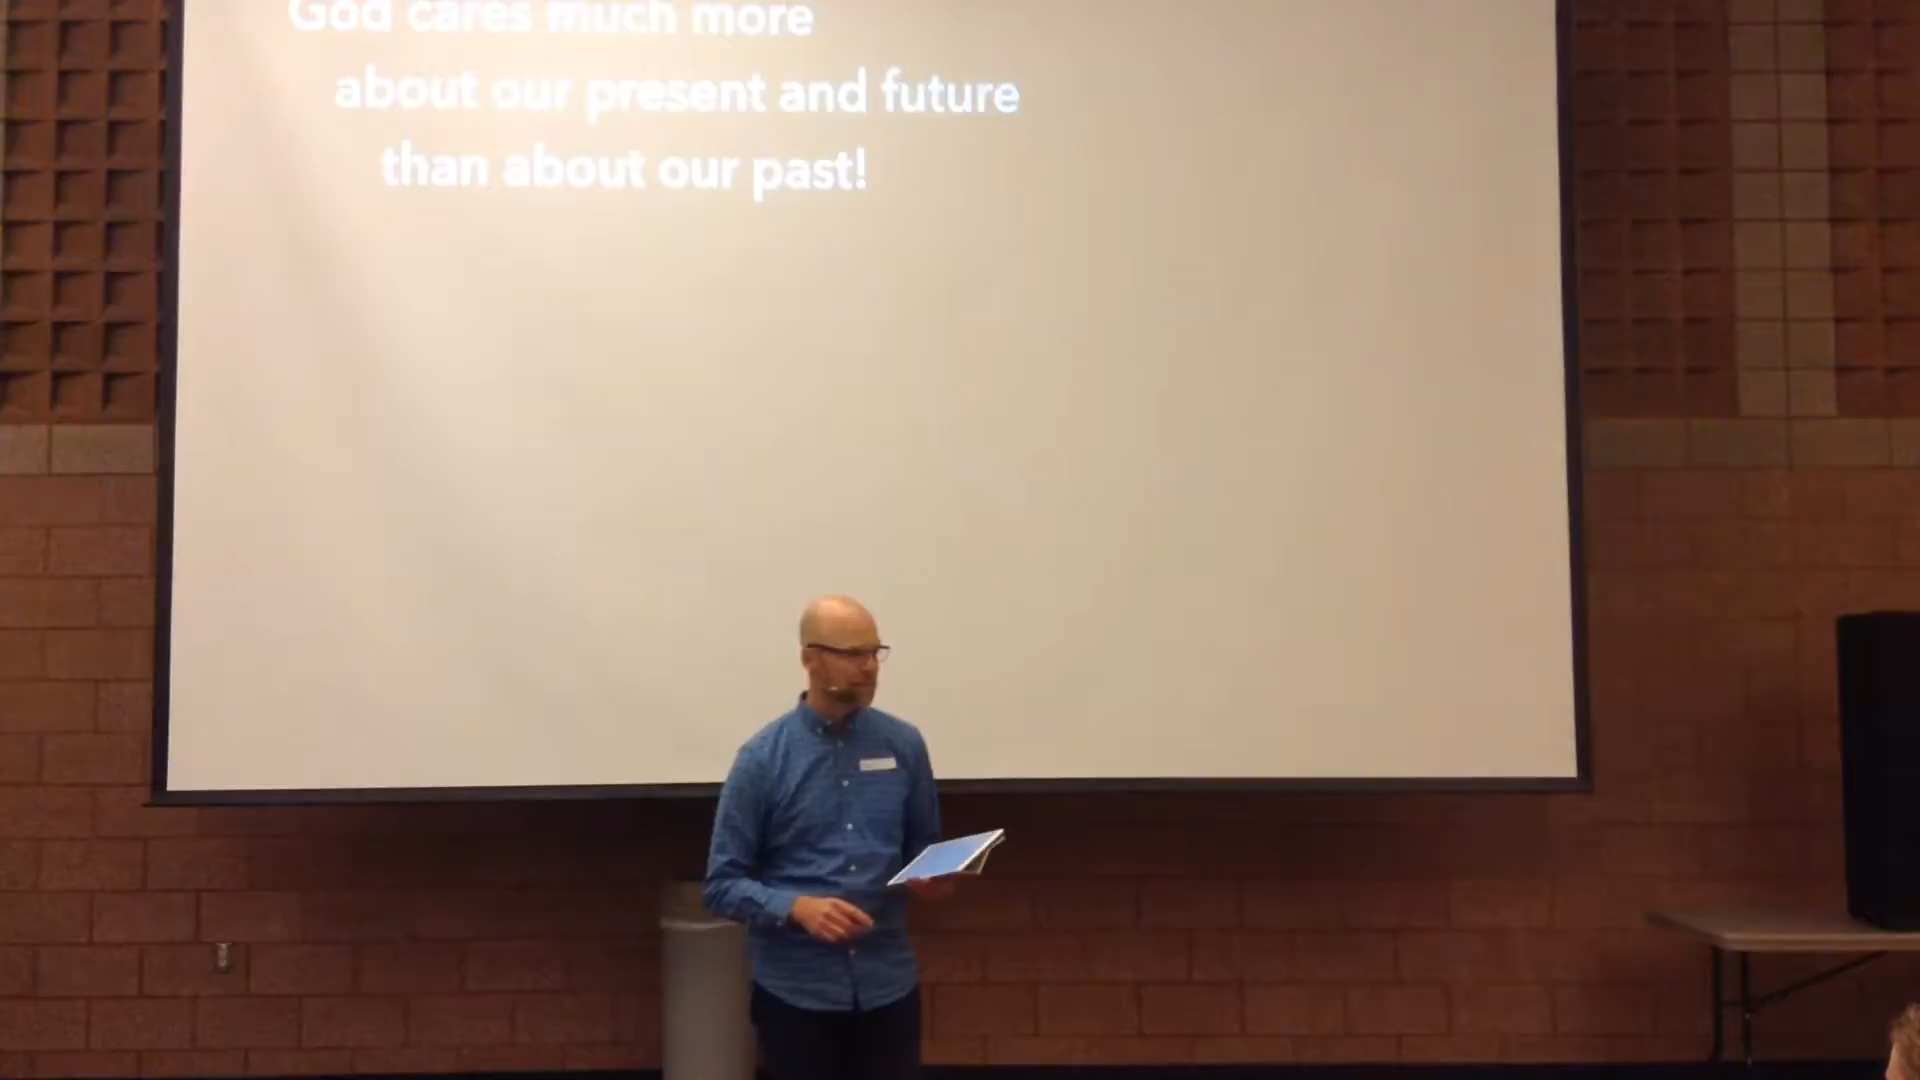 God cares much more
about our present and future
than about our past!